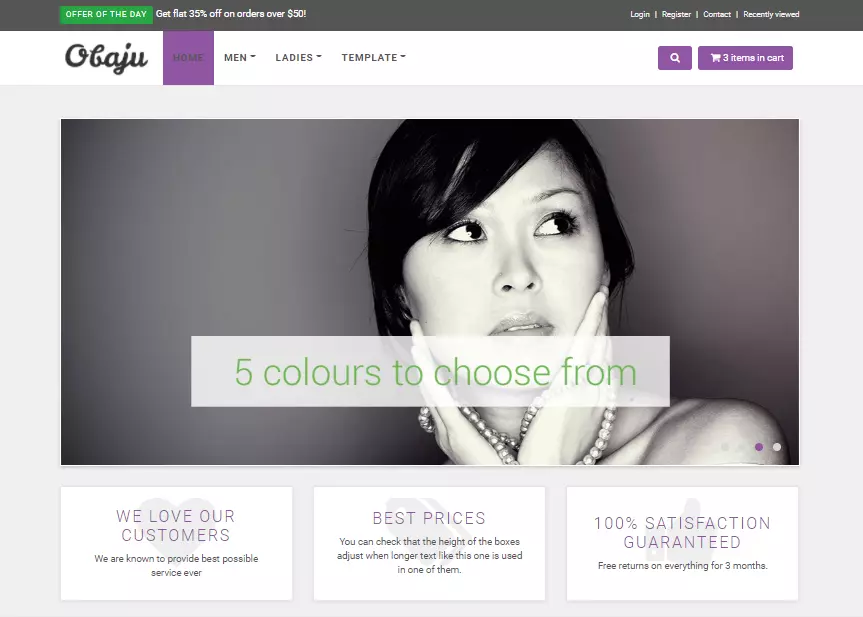 OFFER OF THE DAY Get flat 35% off on orders over $50!
Login | Register | Contact | Recently viewed
Obaju
HOME MEN LADIES TEMPLATE
3 items in cart
5 colours to choose from
WE LOVE OUR
CUSTOMERS
We are known to provide best possible
service ever
BEST PRICES
You can check that the height of the boxes
adjust when longer text like this one is used
in one of them.
100% SATISFACTION
GUARANTEED
Free returns on everything for 3 months.